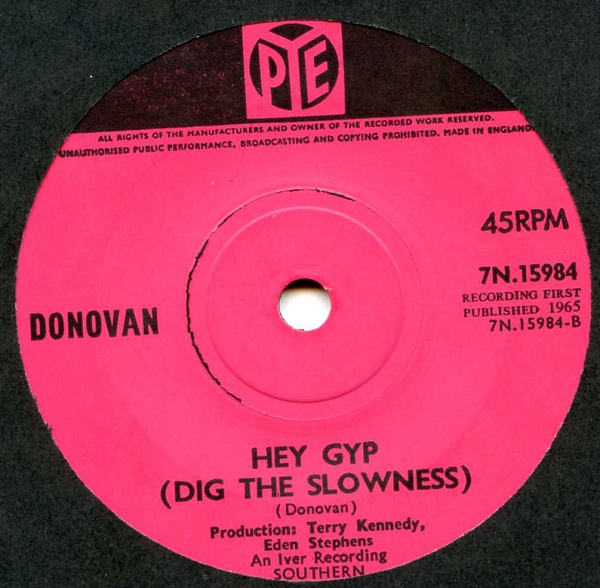 PYE
ALL RIGHTS OF THE MANUFACTURERS AND OWNER OF THE RECORDED WORK RESERVED.
UNAUTHORISED PUBLIC PERFORMANCE, BROADCASTING AND COPYING PROHIBITED. MADE IN ENGLAND
45RPM
7N.15984
RECORDING FIRST
PUBLISHED 1965
7N.15984-B
DONOVAN
HEY GYP
(DIG THE SLOWNESS)
(Donovan)
Production: Terry Kennedy,
Eden Stephens
An Iver Recording
SOUTHERN